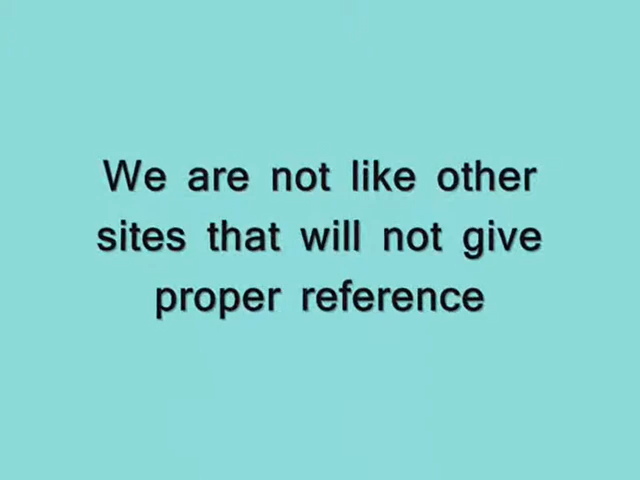 We are not like other
sites that will not give
proper reference